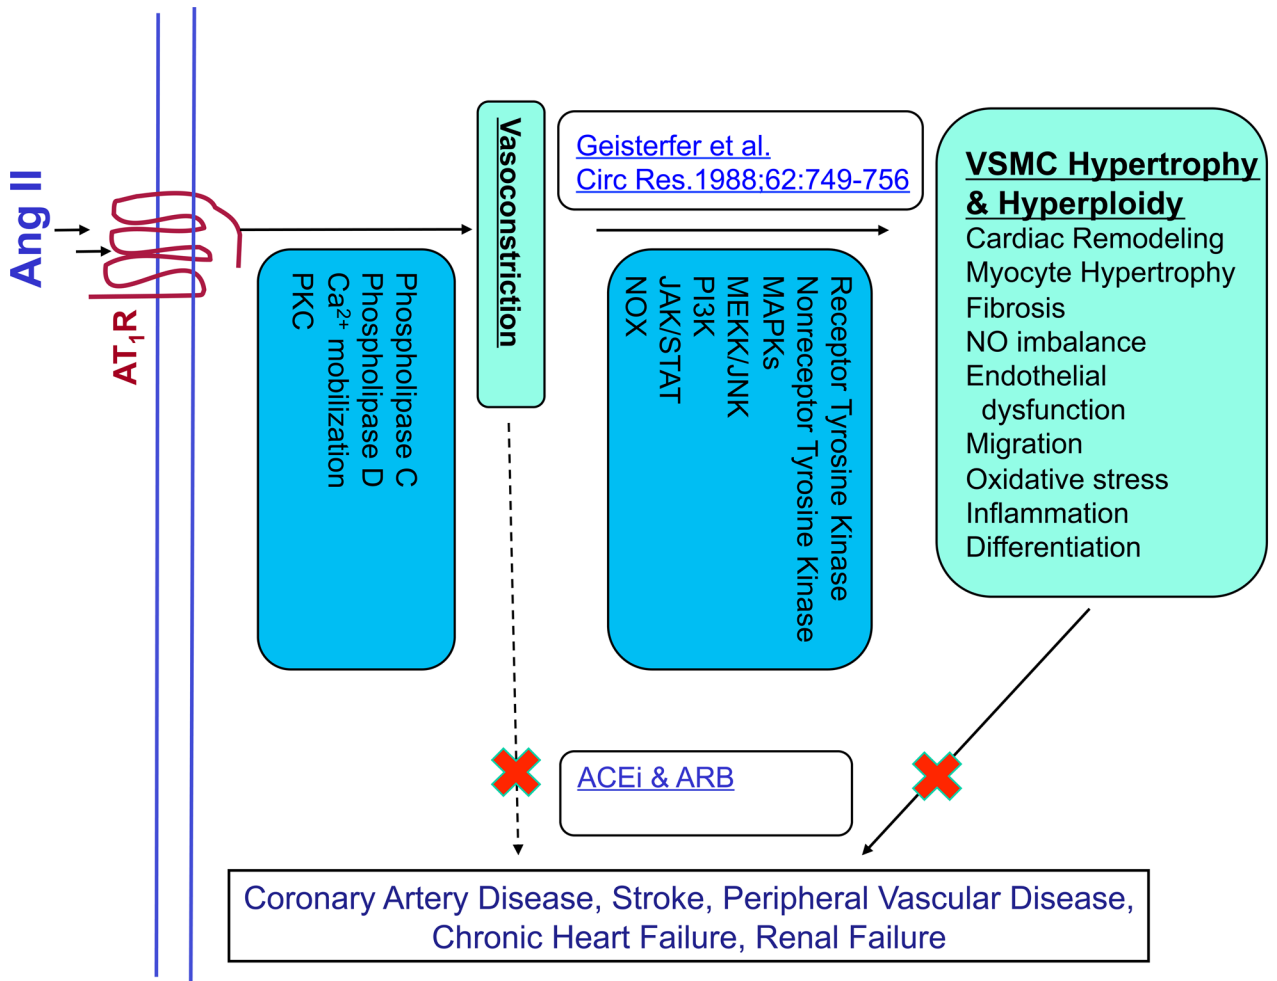 Ang II
AT1R
Phospholipase C
Phospholipase D
Ca2+ mobilization
PKC
Vasoconstriction
Geisterfer et al.
Circ Res.1988;62:749-756
Receptor Tyrosine Kinase
Nonreceptor Tyrosine Kinase
MAPKs
MEKK/JNK
PI3K
JAK/STAT
NOX
VSMC Hypertrophy
& Hyperploidy
Cardiac Remodeling
Myocyte Hypertrophy
Fibrosis
NO imbalance
Endothelial
dysfunction
Migration
Oxidative stress
Inflammation
Differentiation
ACEi & ARB
Coronary Artery Disease, Stroke, Peripheral Vascular Disease,
Chronic Heart Failure, Renal Failure